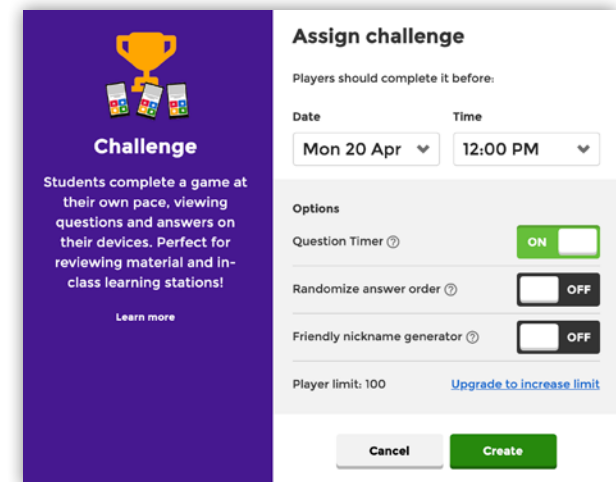 Challenge
Students complete a game at
their own pace, viewing
questions and answers on
their devices. Perfect for
reviewing material and in-
class learning stations!
Learn more
Assign challenge
Players should complete it before:
Date
Time
Mon 20 Apr
12:00 PM
Options
Question Timer
ON
Randomize answer order
OFF
Friendly nickname generator
OFF
Player limit: 100
Upgrade to increase limit
Cancel
Create